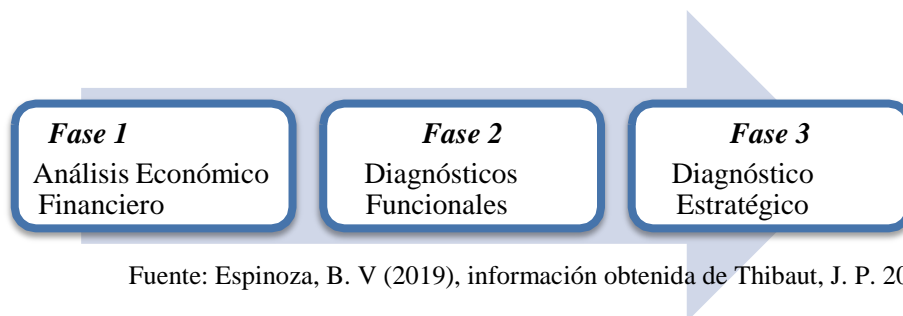 Fase 1
Análisis Económico
Financiero
Fase 2
Diagnósticos
Funcionales
Fase 3
Diagnóstico
Estratégico
Fuente: Espinoza, B. V (2019), información obtenida de Thibaut, J. P.